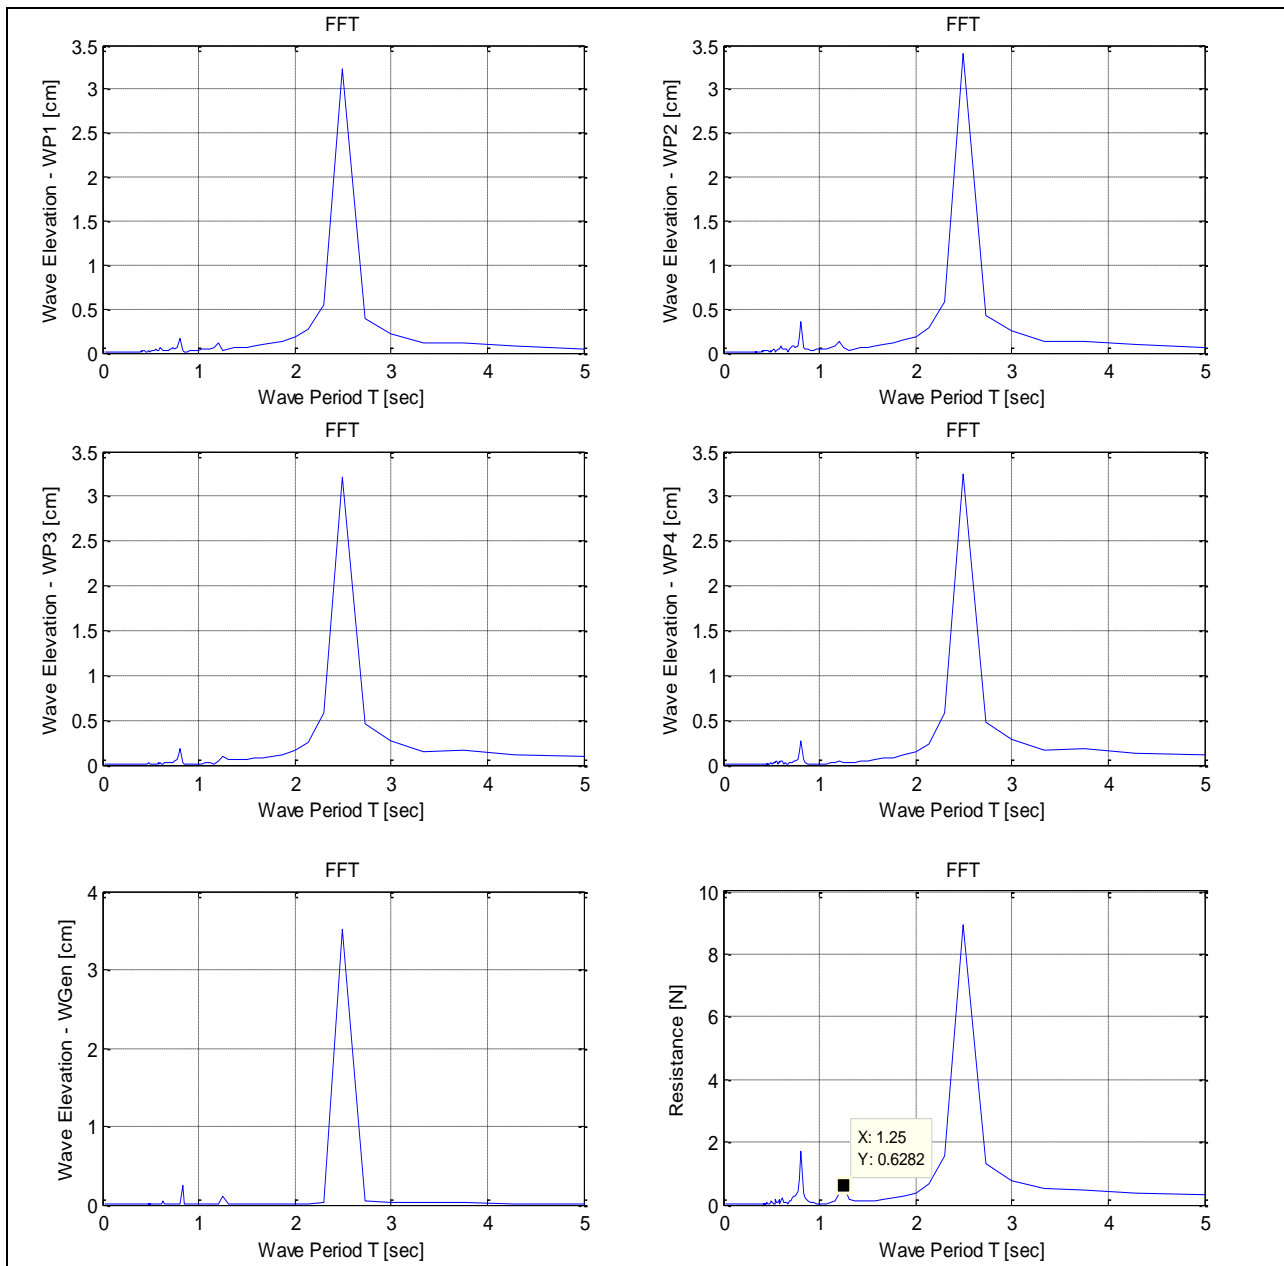 FFT
3.5
3
2.5
2
1.5
1
0.5
0
0 1 2 3 4 5
Wave Elevation - WP1 [cm]
Wave Period T [sec]
FFT
3.5
3
2.5
2
1.5
1
0.5
0
0 1 2 3 4 5
Wave Elevation - WP2 [cm]
Wave Period T [sec]
FFT
3.5
3
2.5
2
1.5
1
0.5
0
0 1 2 3 4 5
Wave Elevation - WP3 [cm]
Wave Period T [sec]
FFT
3.5
3
2.5
2
1.5
1
0.5
0
0 1 2 3 4 5
Wave Elevation - WP4 [cm]
Wave Period T [sec]
FFT
4
3
2
1
0
0 1 2 3 4 5
Wave Elevation - WGen [cm]
Wave Period T [sec]
FFT
10
8
6
4
2
0
0 1 2 3 4 5
Resistance [N]
X: 1.25
Y: 0.6282
Wave Period T [sec]